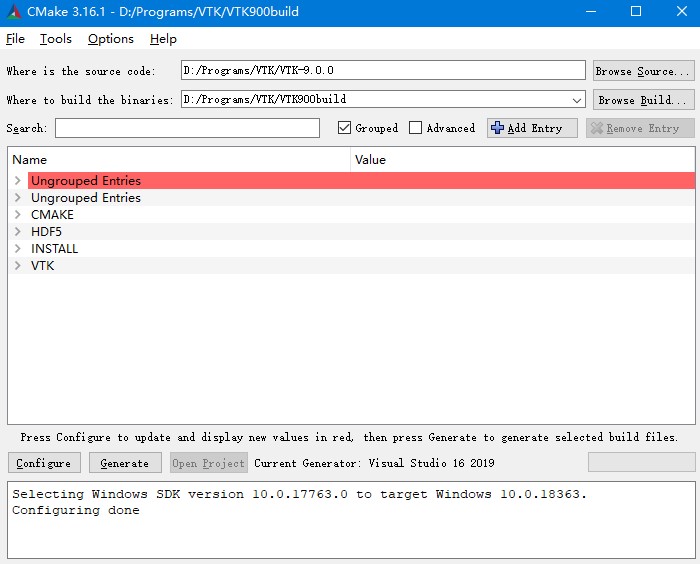 CMake 3.16.1 - D:/Programs/VTK/VTK900build
File Tools Options Help
Where is the source code: D:/Programs/VTK/VTK-9.0.0 Browse Source...
Where to build the binaries: D:/Programs/VTK/VTK900build Browse Build...
Search: Grouped Advanced Add Entry Remove Entry
Name Value
Ungrouped Entries
Ungrouped Entries
CMAKE
HDF5
INSTALL
VTK
Press Configure to update and display new values in red, then press Generate to generate selected build files.
Configure Generate Open Project Current Generator: Visual Studio 16 2019
Selecting Windows SDK version 10.0.17763.0 to target Windows 10.0.18363.
Configuring done